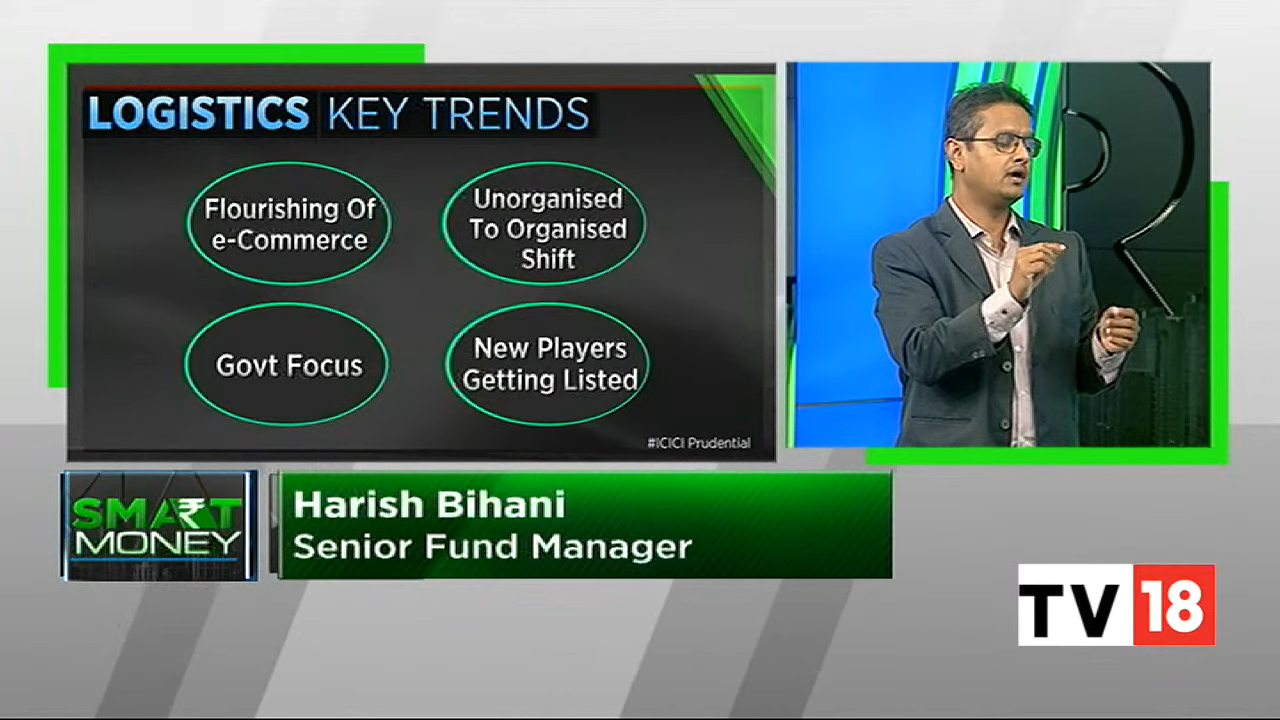 LOGISTICS KEY TRENDS
Flourishing Of
e-Commerce
Unorganised
To Organised
Shift
Govt Focus
New Players
Getting Listed
#ICICI Prudential
SMA₹T
MONEY
Harish Bihani
Senior Fund Manager
TV18